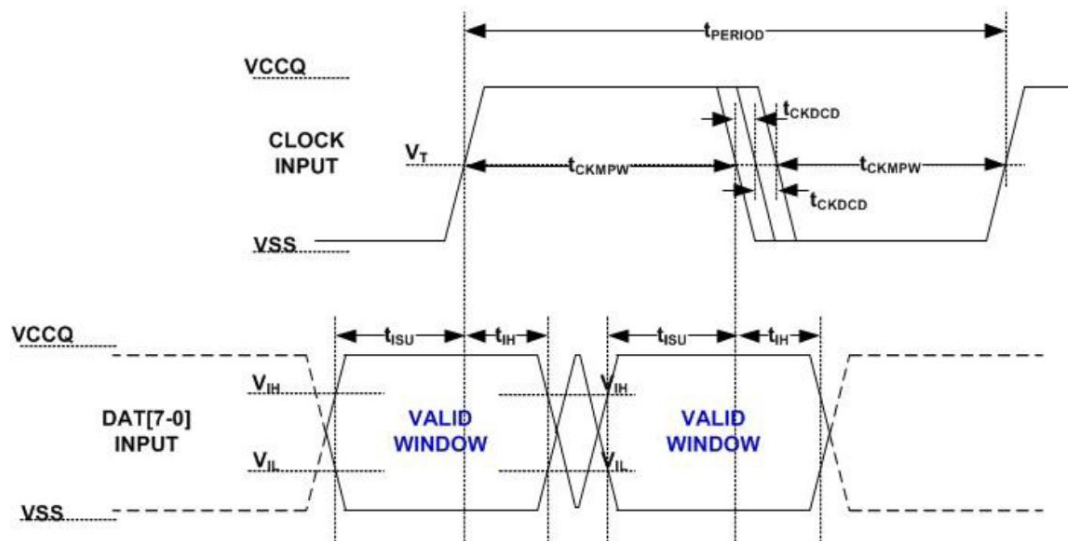 tPERIOD
VCCQ
tCKDCD
CLOCK
INPUT
VT
tCKMPW
tCKMPW
tCKDCD
VSS
VCCQ
tISU
tIH
tISU
tIH
VIH
VIH
DAT[7-0]
INPUT
VALID
WINDOW
VALID
WINDOW
VIL
VIL
VSS